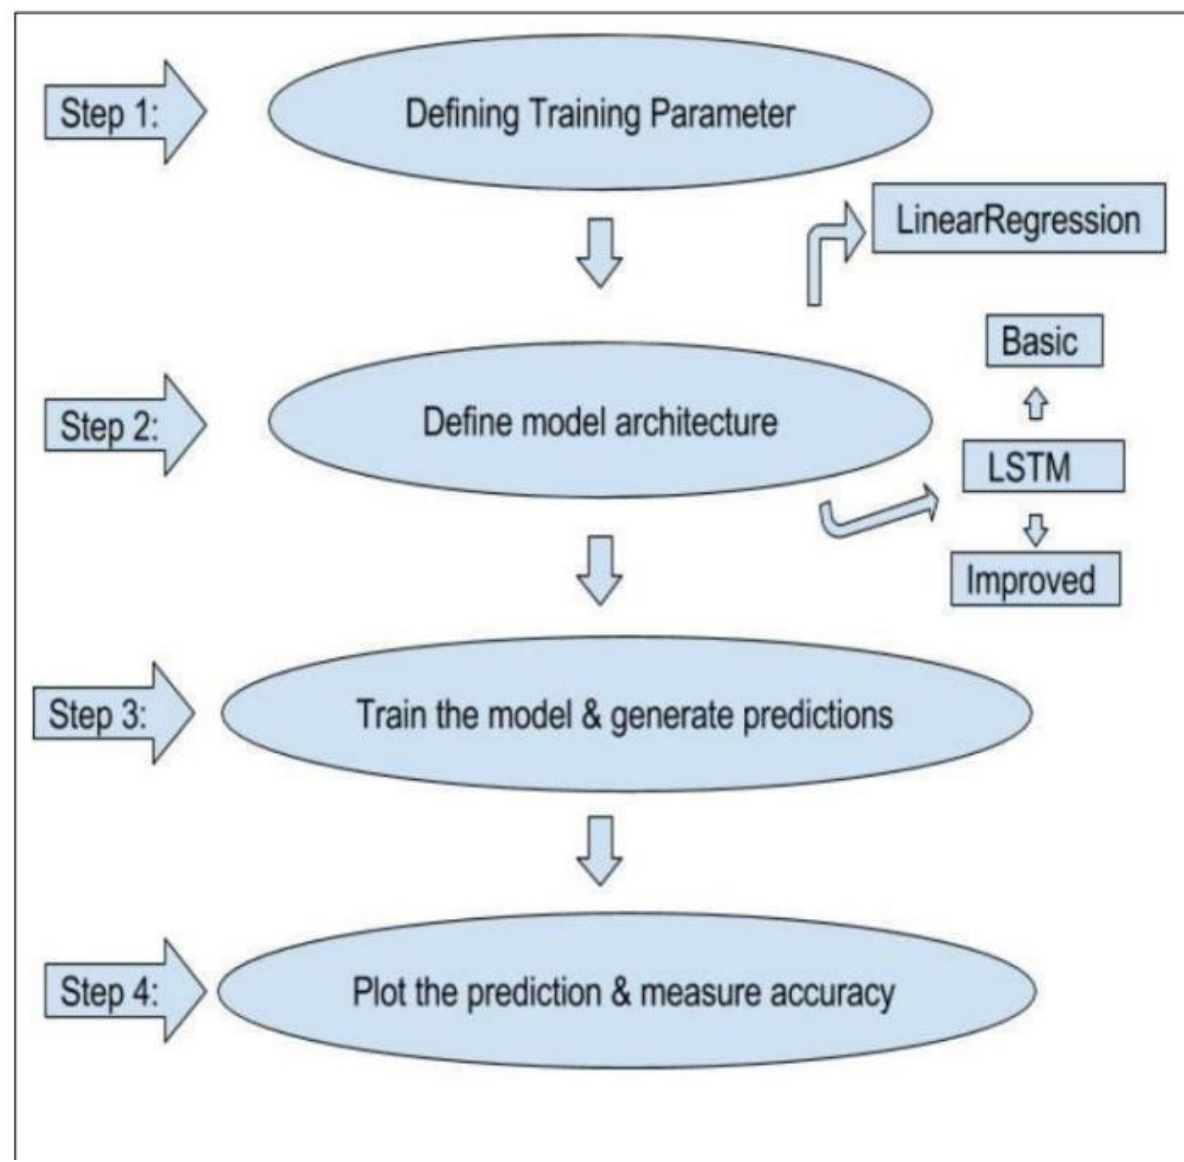 Step 1:
Defining Training Parameter
LinearRegression
Basic
Step 2:
Define model architecture
LSTM
Improved
Step 3:
Train the model & generate predictions
Step 4:
Plot the prediction & measure accuracy